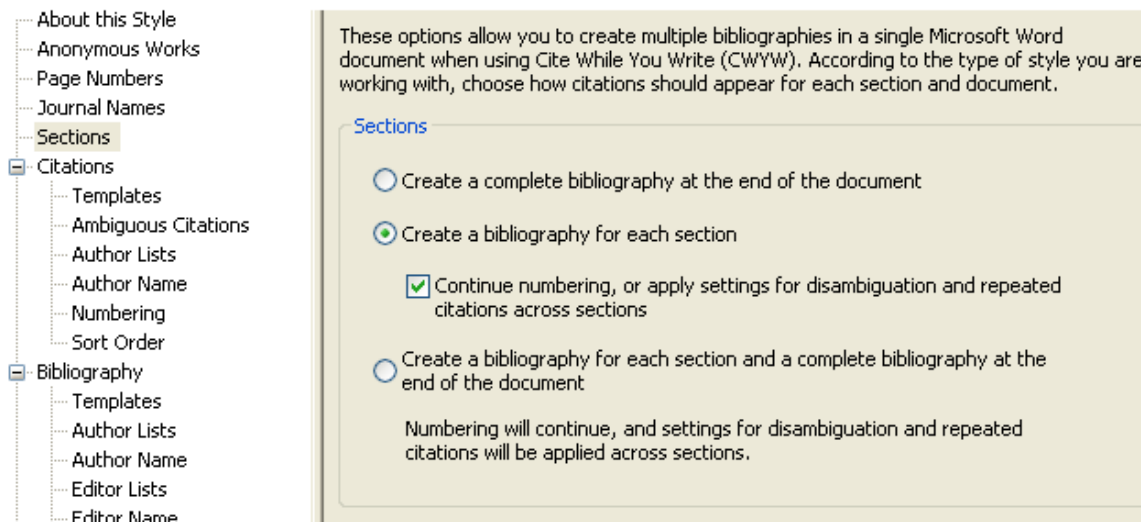 About this Style
Anonymous Works
Page Numbers
Journal Names
Sections
Citations
Templates
Ambiguous Citations
Author Lists
Author Name
Numbering
Sort Order
Bibliography
Templates
Author Lists
Author Name
Editor Lists
Editor Name
These options allow you to create multiple bibliographies in a single Microsoft Word
document when using Cite While You Write (CWYW). According to the type of style you are
working with, choose how citations should appear for each section and document.
Sections
Create a complete bibliography at the end of the document
Create a bibliography for each section
Continue numbering, or apply settings for disambiguation and repeated
citations across sections
Create a bibliography for each section and a complete bibliography at the
end of the document
Numbering will continue, and settings for disambiguation and repeated
citations will be applied across sections.